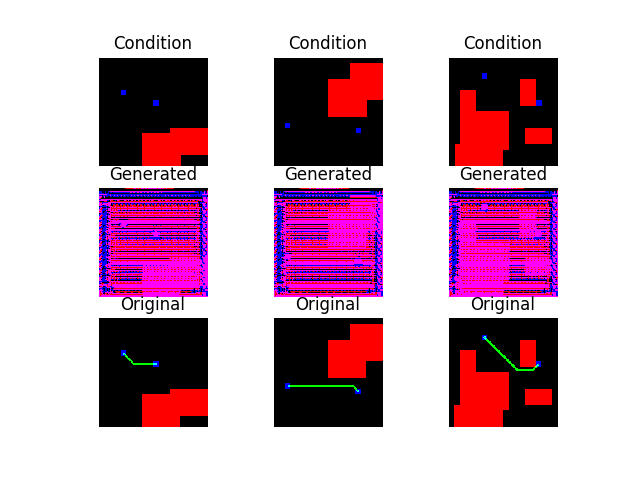 Condition Condition Condition
Generated Generated Generated
Original Original Original